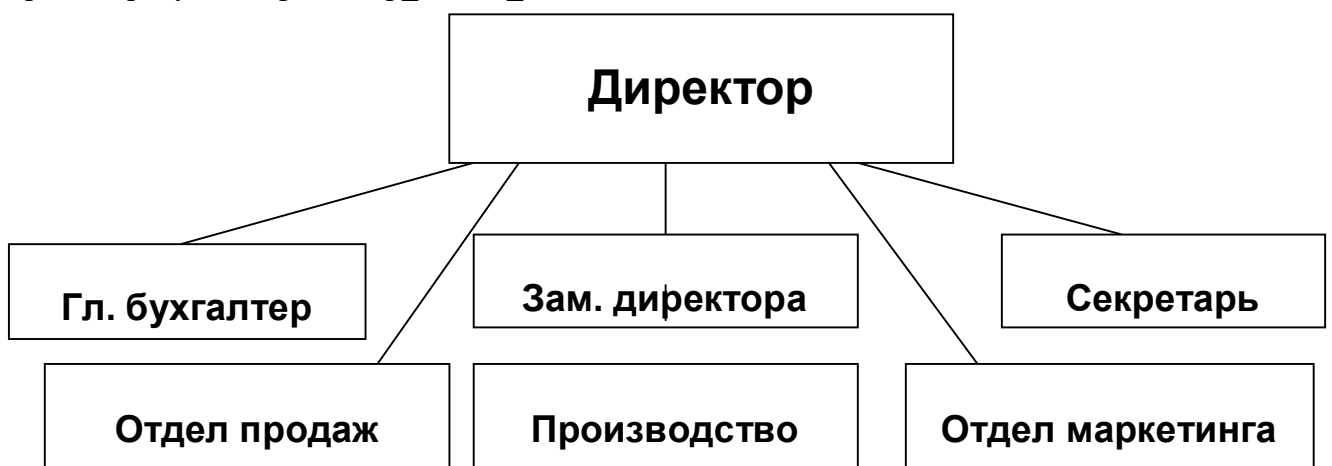 Директор
Гл. бухгалтер
Зам. директора
Секретарь
Отдел продаж
Производство
Отдел маркетинга